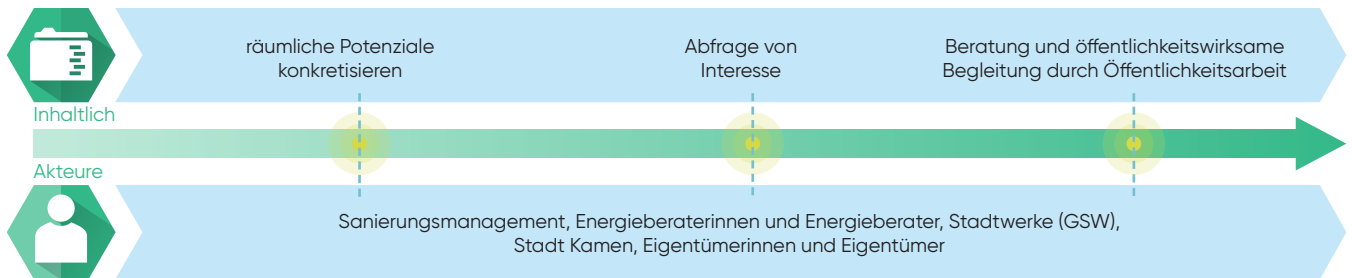 räumliche Potenziale
konkretisieren
Abfrage von
Interesse
Beratung und öffentlichkeitswirksame
Begleitung durch Öffentlichkeitsarbeit
Inhaltlich
Akteure
Sanierungsmanagement, Energieberaterinnen und Energieberater, Stadtwerke (GSW),
Stadt Kamen, Eigentümerinnen und Eigentümer